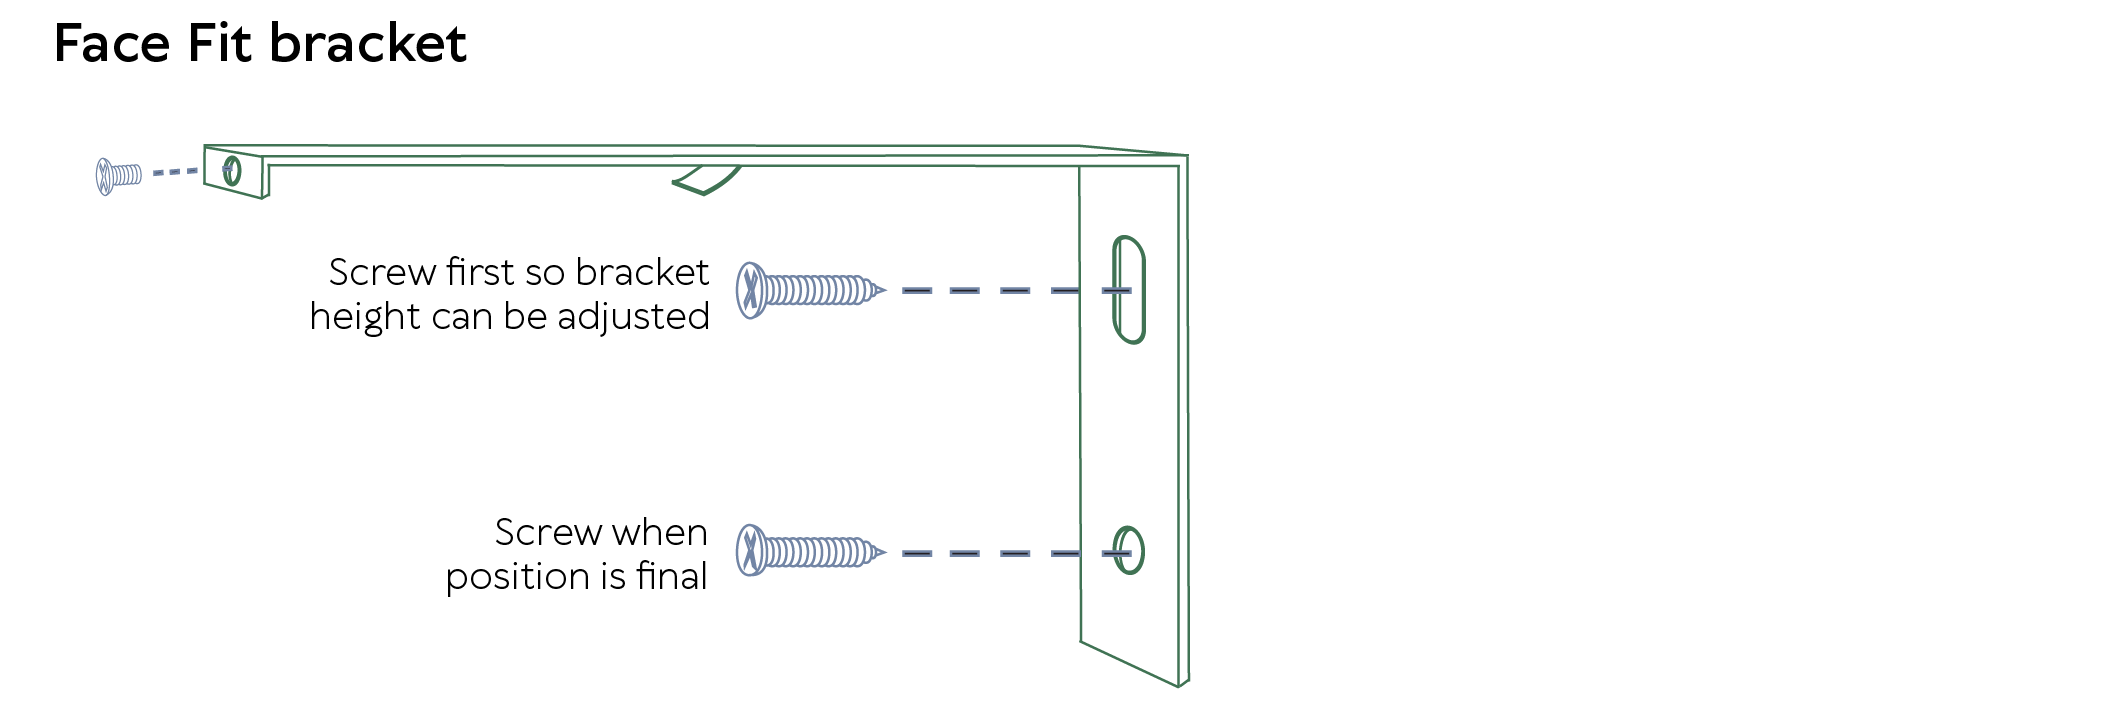 Face Fit bracket
Screw first so bracket
height can be adjusted
Screw when
position is final